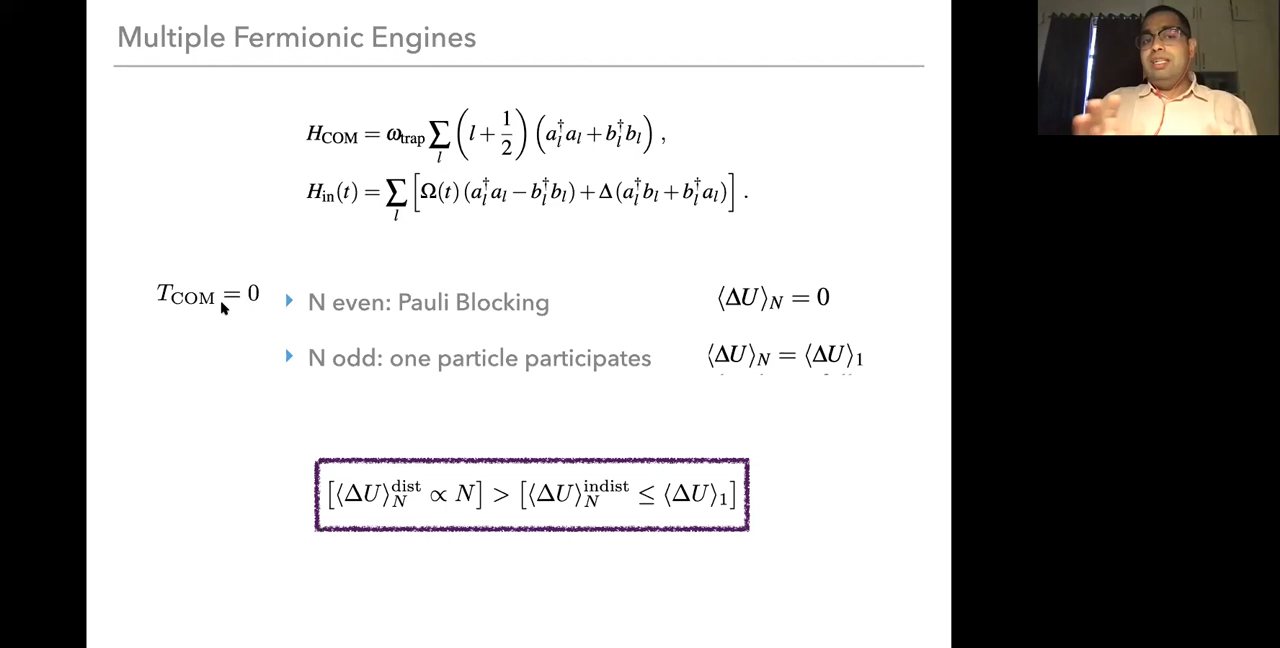 Multiple Fermionic Engines
H_COM = ω_trap ∑_l (l + 1/2) (a_l† a_l + b_l† b_l) ,
H_in(t) = ∑_l [Ω(t) (a_l† a_l − b_l† b_l) + Δ (a_l† b_l + b_l† a_l)] .
T_COM = 0
N even: Pauli Blocking
⟨ΔU⟩_N = 0
N odd: one particle participates
⟨ΔU⟩_N = ⟨ΔU⟩_1
[⟨ΔU⟩_N^dist ∝ N] > [⟨ΔU⟩_N^indist ≤ ⟨ΔU⟩_1]